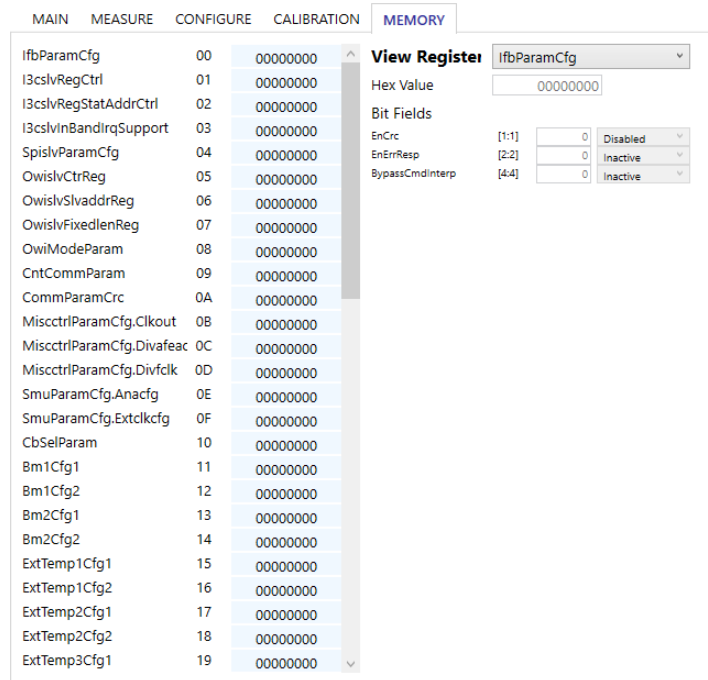 MAIN MEASURE CONFIGURE CALIBRATION MEMORY
IfbParamCfg 00 00000000
I3cslvRegCtrl 01 00000000
I3cslvRegStatAddrCtrl 02 00000000
I3cslvInBandIrqSupport 03 00000000
SpislvParamCfg 04 00000000
OwislvCtrReg 05 00000000
OwislvSlvaddrReg 06 00000000
OwislvFixedlenReg 07 00000000
OwiModeParam 08 00000000
CntCommParam 09 00000000
CommParamCrc 0A 00000000
MiscctrlParamCfg.Clkout 0B 00000000
MiscctrlParamCfg.Divafeac 0C 00000000
MiscctrlParamCfg.Divfclk 0D 00000000
SmuParamCfg.Anacfg 0E 00000000
SmuParamCfg.Extclkcfg 0F 00000000
CbSelParam 10 00000000
Bm1Cfg1 11 00000000
Bm1Cfg2 12 00000000
Bm2Cfg1 13 00000000
Bm2Cfg2 14 00000000
ExtTemp1Cfg1 15 00000000
ExtTemp1Cfg2 16 00000000
ExtTemp2Cfg1 17 00000000
ExtTemp2Cfg2 18 00000000
ExtTemp3Cfg1 19 00000000
View Register IfbParamCfg
Hex Value 00000000
Bit Fields
EnCrc [1:1] 0 Disabled
EnErrResp [2:2] 0 Inactive
BypassCmdInterp [4:4] 0 Inactive